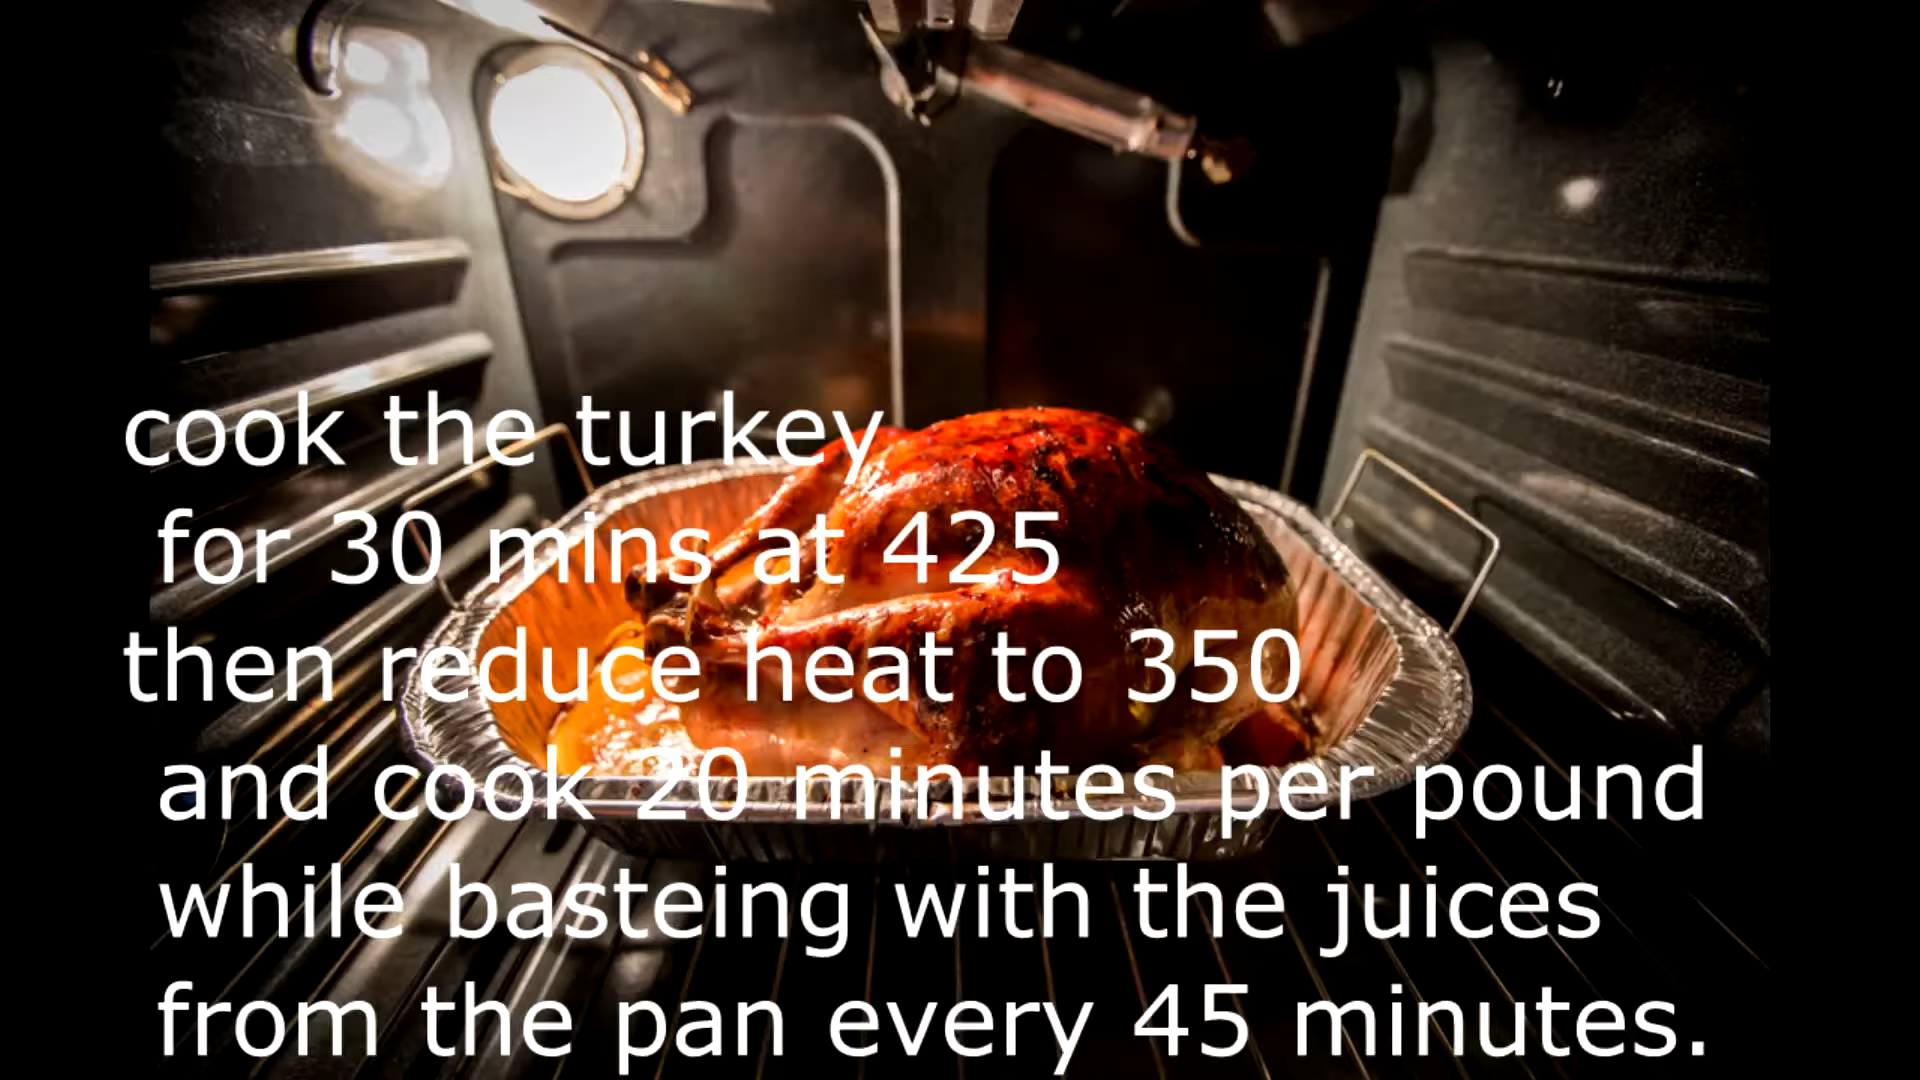 cook the turkey
for 30 mins at 425
then reduce heat to 350
and cook 20 minutes per pound
while basteing with the juices
from the pan every 45 minutes.